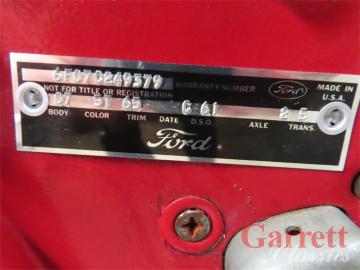 6F07C249579
NOT FOR TITLE OR REGISTRATION WARRANTY NUMBER Ford MADE IN U.S.A.
07 5T 65 G 61 2 5
BODY COLOR TRIM DATE D.S.O. AXLE TRANS.
Ford
Garrett
Classics